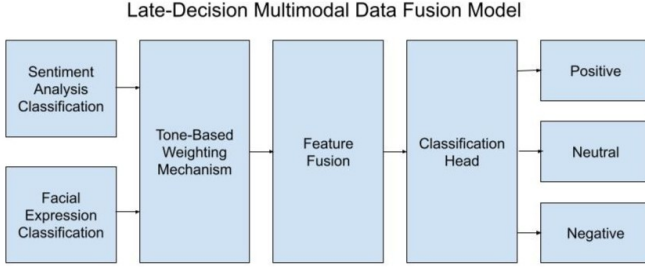 Late-Decision Multimodal Data Fusion Model
Sentiment
Analysis
Classification
Facial
Expression
Classification
Tone-Based
Weighting
Mechanism
Feature
Fusion
Classification
Head
Positive
Neutral
Negative